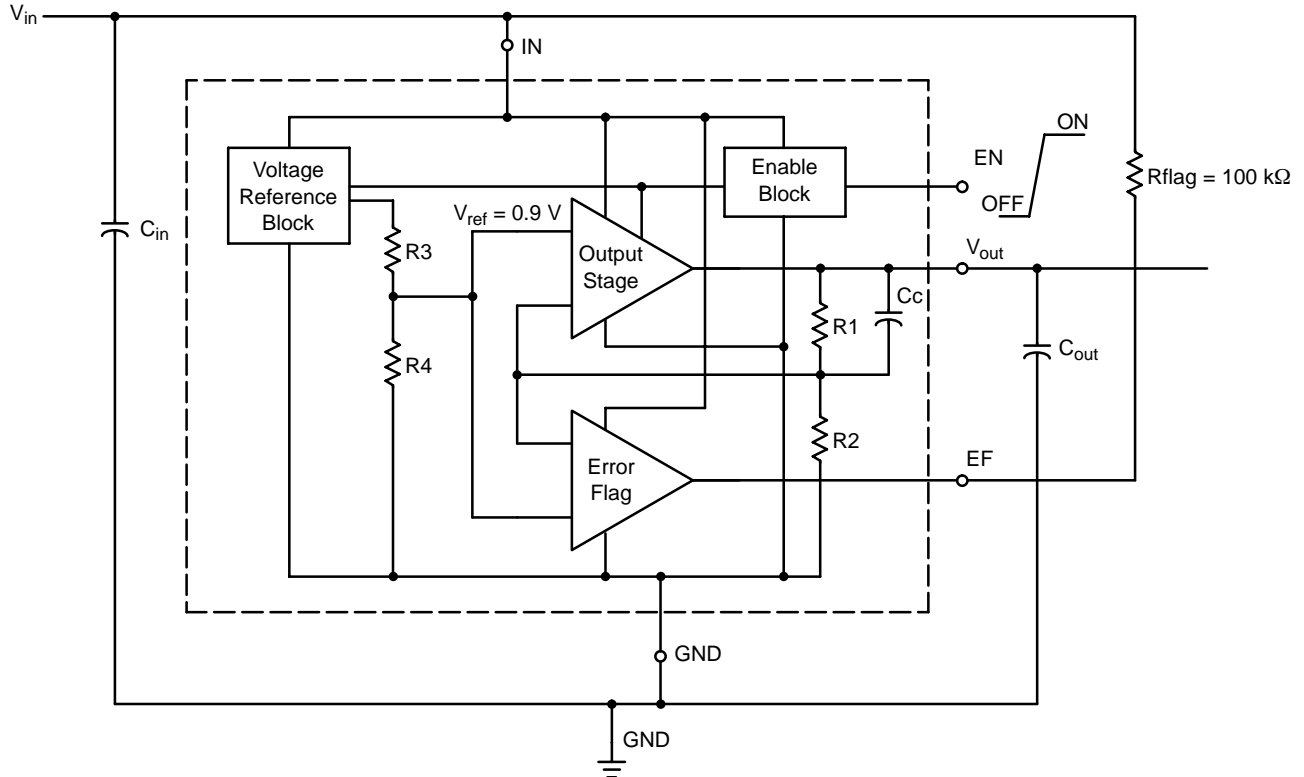 Vin
IN
ON
Voltage
Reference
Block
Enable
Block
EN
OFF
Rflag = 100 kΩ
Cin
R3
Vref = 0.9 V
Output
Stage
Vout
Cc
R1
R4
Cout
R2
Error
Flag
EF
GND
GND